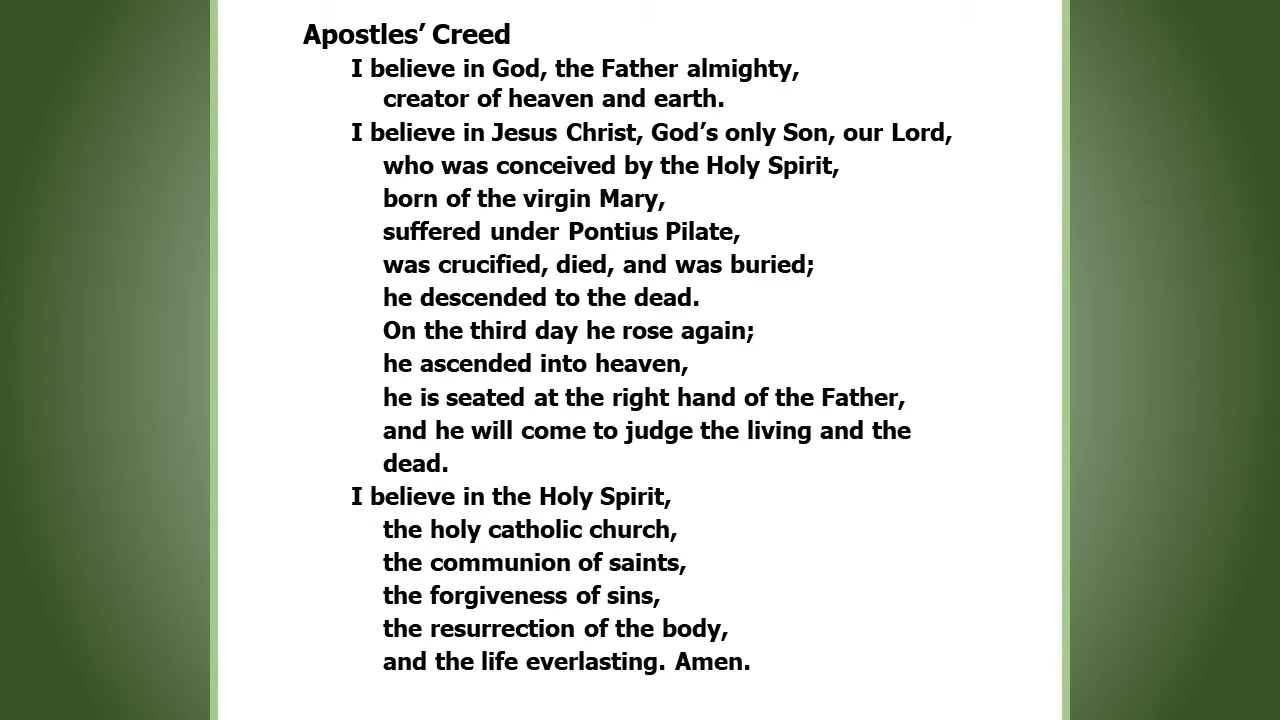 Apostles’ Creed
I believe in God, the Father almighty,
creator of heaven and earth.
I believe in Jesus Christ, God’s only Son, our Lord,
who was conceived by the Holy Spirit,
born of the virgin Mary,
suffered under Pontius Pilate,
was crucified, died, and was buried;
he descended to the dead.
On the third day he rose again;
he ascended into heaven,
he is seated at the right hand of the Father,
and he will come to judge the living and the
dead.
I believe in the Holy Spirit,
the holy catholic church,
the communion of saints,
the forgiveness of sins,
the resurrection of the body,
and the life everlasting. Amen.